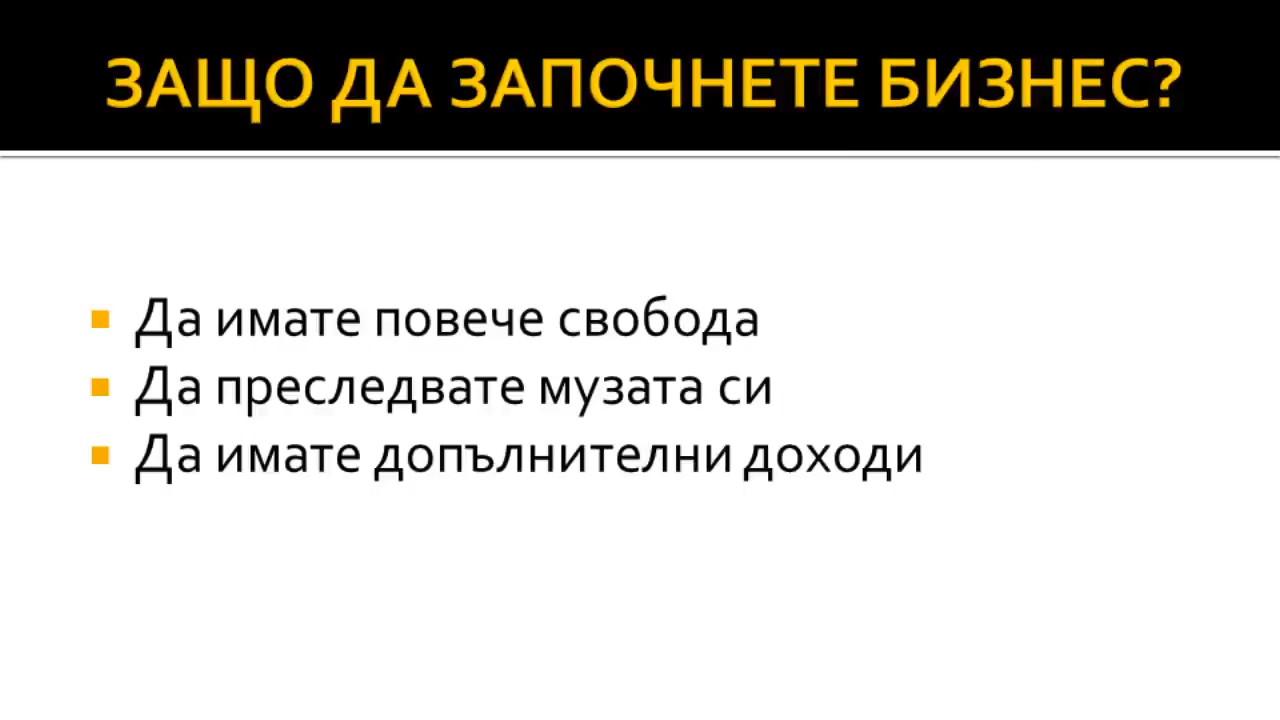 ЗАЩО ДА ЗАПОЧНЕТЕ БИЗНЕС?
Да имате повече свобода
Да преследвате музата си
Да имате допълнителни доходи